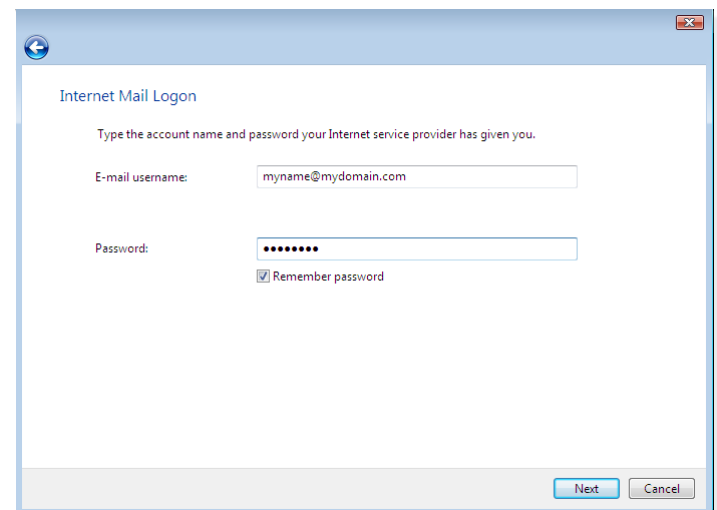 Internet Mail Logon
Type the account name and password your Internet service provider has given you.
E-mail username: myname@mydomain.com
Password: ●●●●●●●●
Remember password
Next Cancel